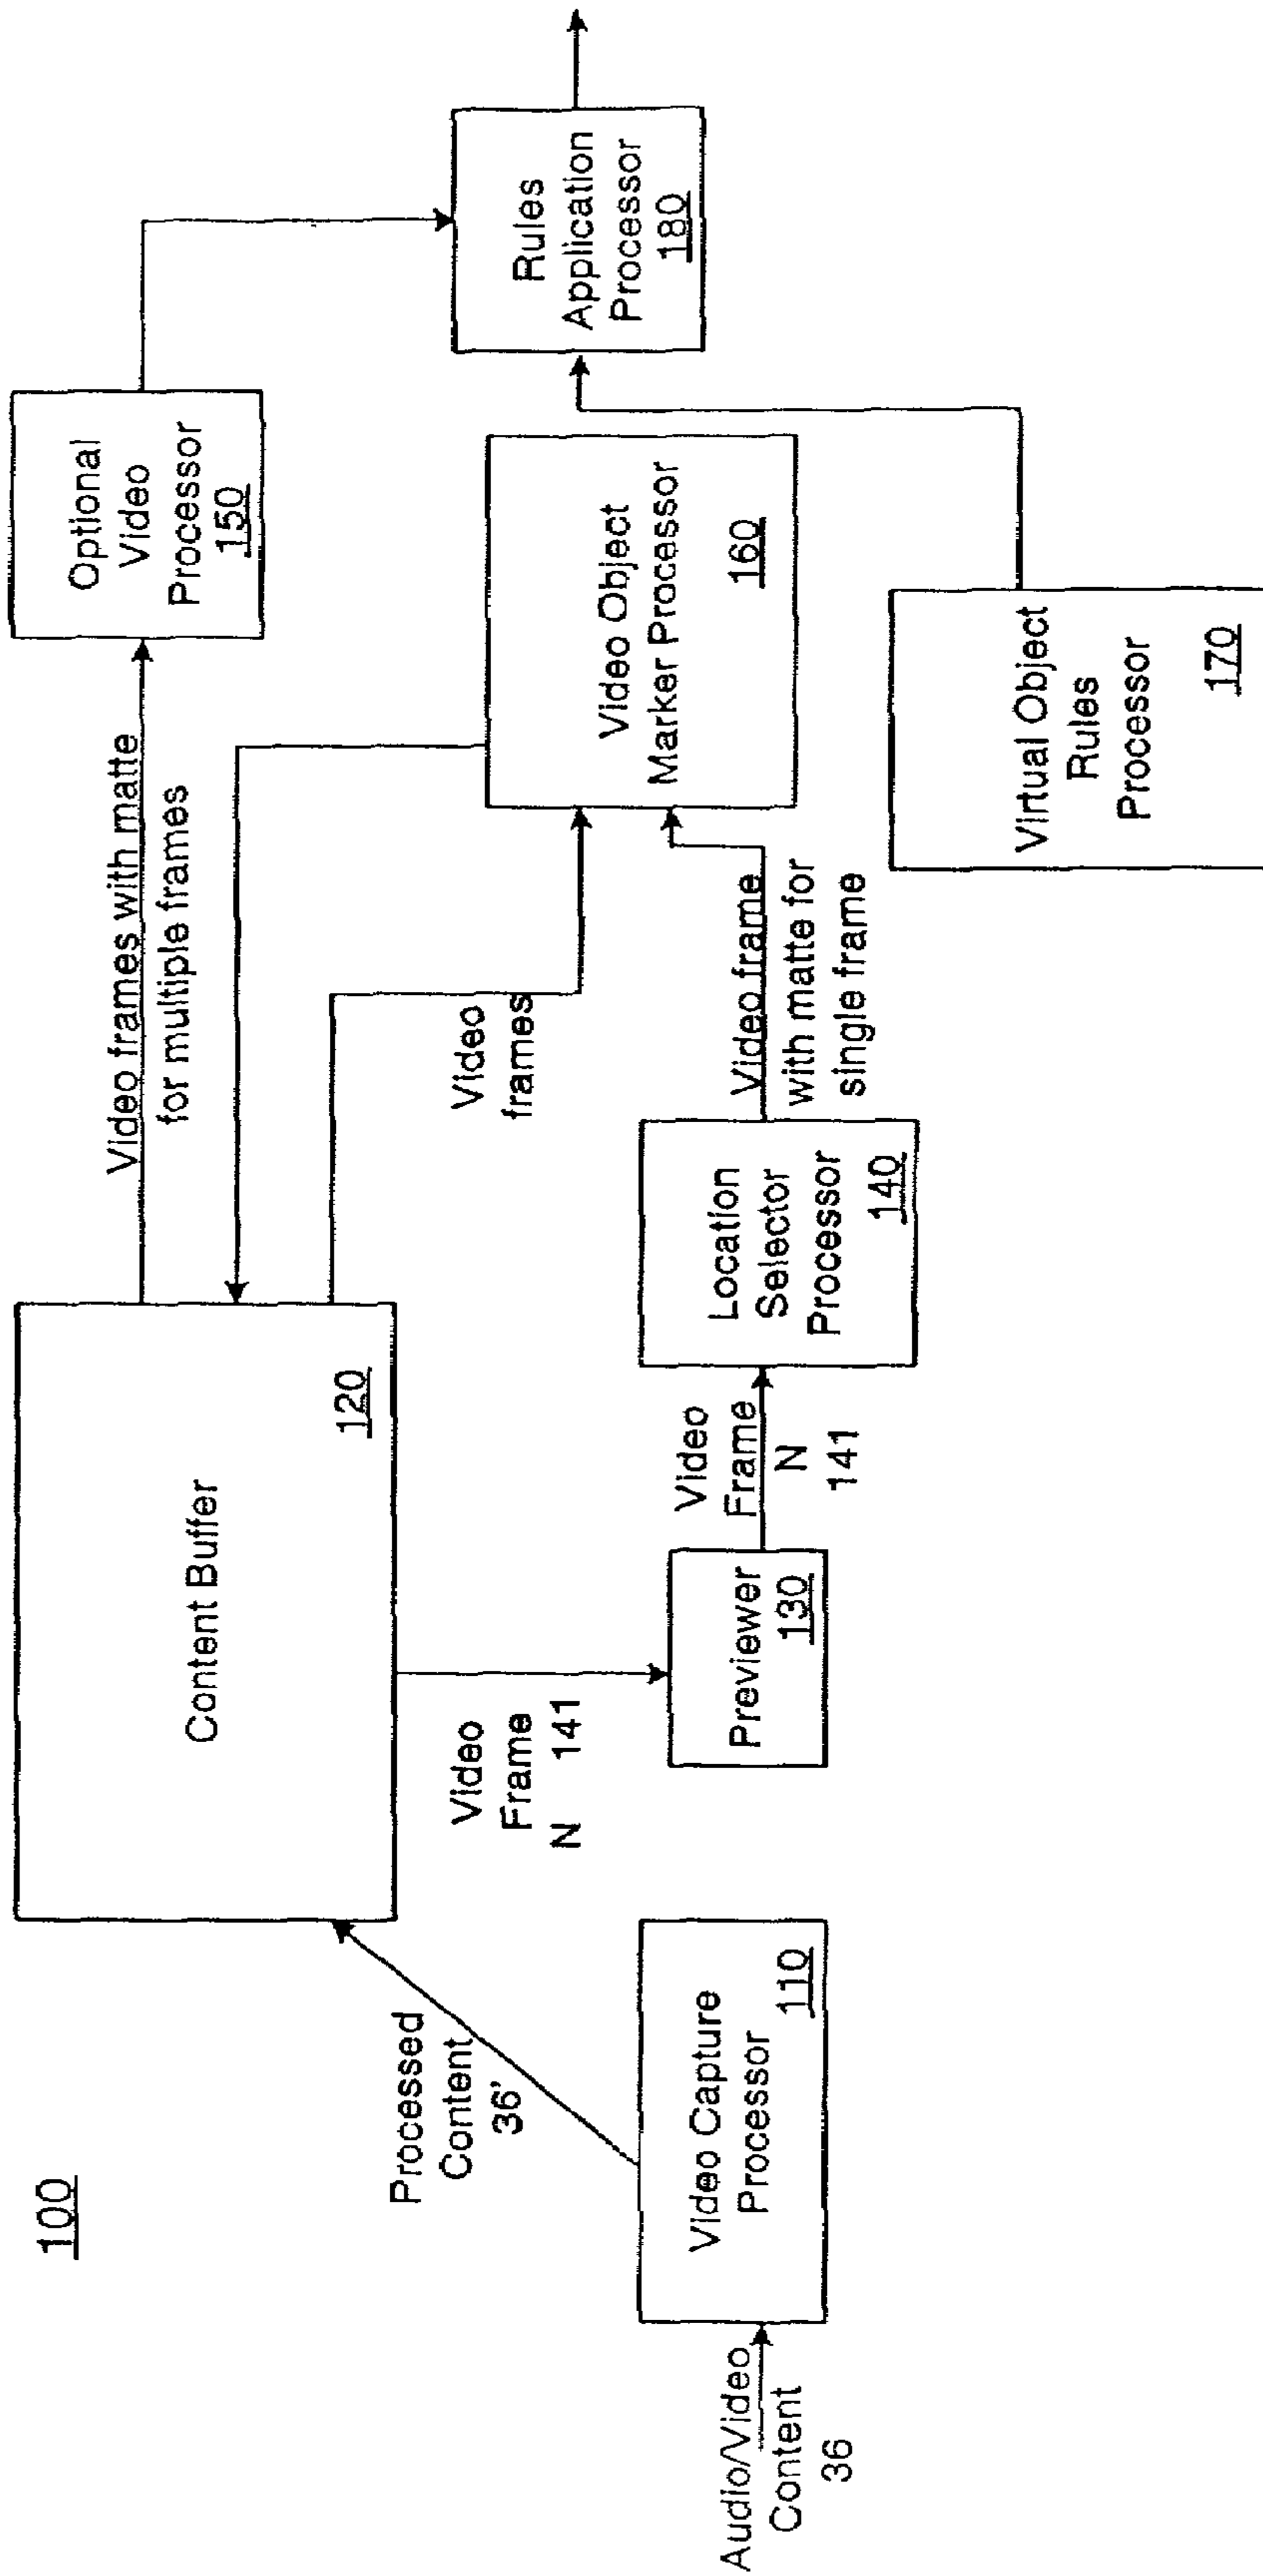 100
Audio/Video
Content
36
Video Capture
Processor
110
Processed
Content
36'
Content Buffer
120
Video
Frame
N 141
Previewer
130
Video
Frame
N
141
Location
Selector
Processor
140
Video frame
with matte for
single frame
Video
frames
Video frames with matte
for multiple frames
Optional
Video
Processor
150
Video Object
Marker Processor
160
Virtual Object
Rules
Processor
170
Rules
Application
Processor
180